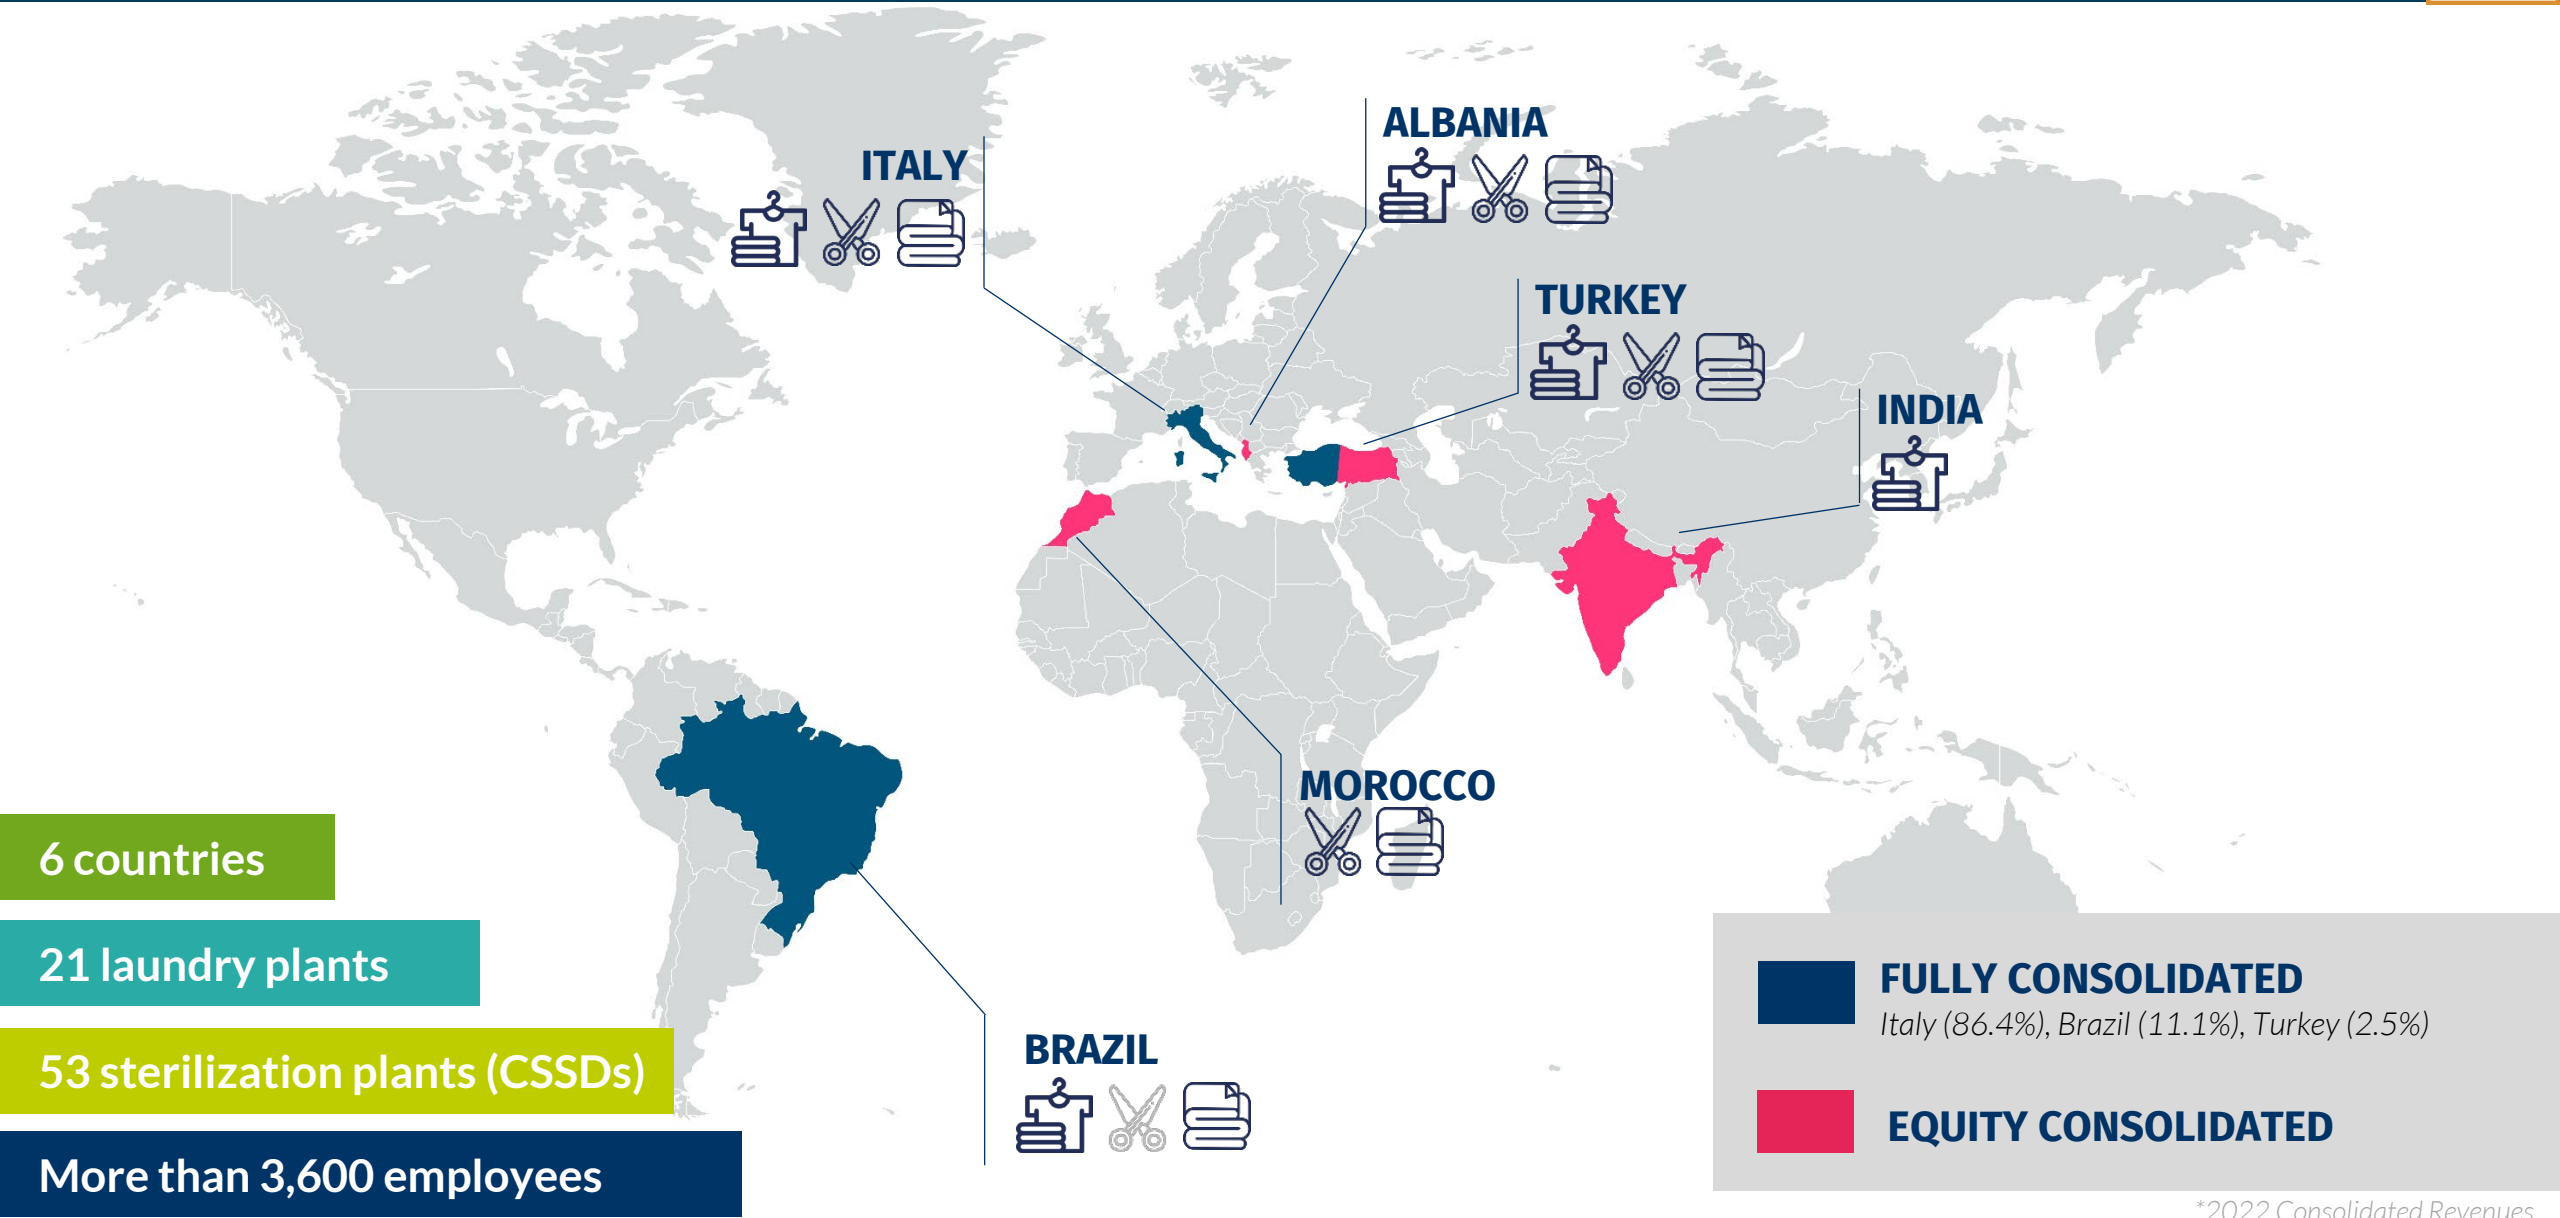 ALBANIA
ITALY
TURKEY
INDIA
MOROCCO
6 countries
21 laundry plants
53 sterilization plants (CSSDs)
More than 3,600 employees
BRAZIL
FULLY CONSOLIDATED
Italy (86.4%), Brazil (11.1%), Turkey (2.5%)
EQUITY CONSOLIDATED
*2022 Consolidated Revenues